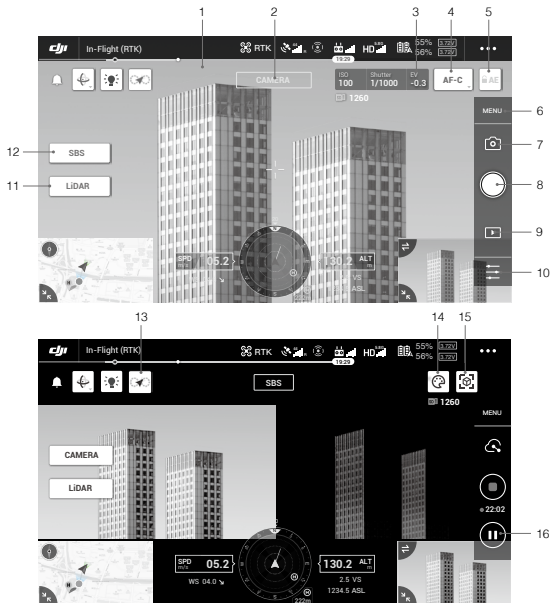 1 2 3 4 5
dji In-Flight (RTK) RTK HD 55% 3.72V
56% 3.72V
19:29
CAMERA
ISO 100 Shutter 1/1000 EV -0.3 AF-C AE
1260
MENU 6
7
12 SBS
11 LiDAR
8
9
10
SPD m/s 05.2 130.2 ALT m
VS
ASL
13 14 15
dji In-Flight (RTK) RTK HD 55% 3.72V
56% 3.72V
19:29
SBS
1260
MENU
CAMERA
LiDAR
22:02
16
SPD m/s 05.2 130.2 ALT m
WS 04.0 2.5 VS
1234.5 ASL
222m